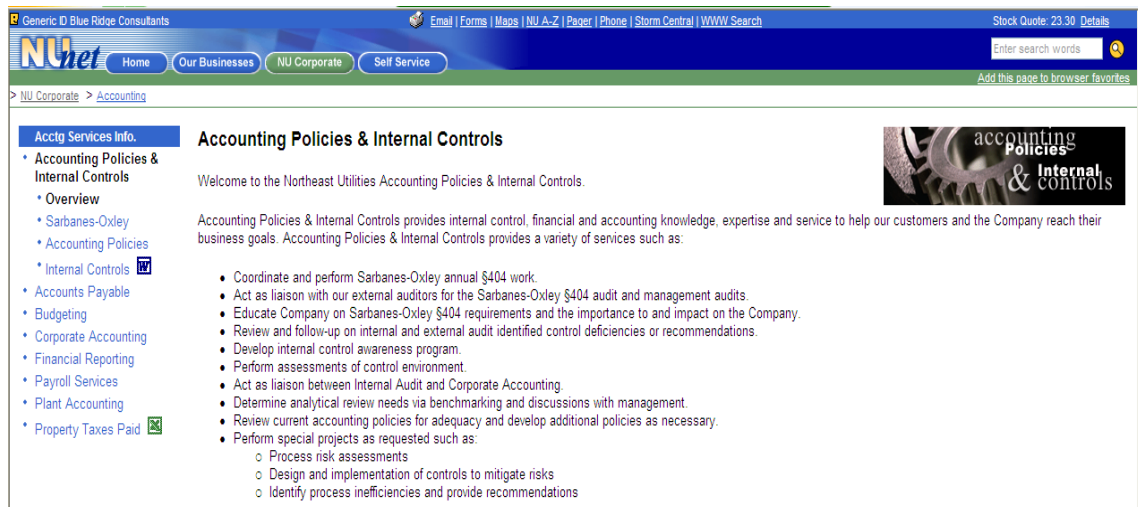 Generic ID Blue Ridge Consultants
Email | Forms | Maps | NU A-Z | Pager | Phone | Storm Central | WWW Search
Stock Quote: 23.30 Details
NUnet
Home
Our Businesses
NU Corporate
Self Service
Enter search words
Add this page to browser favorites
> NU Corporate > Accounting
Acctg Services Info.
• Accounting Policies &
Internal Controls
• Overview
• Sarbanes-Oxley
• Accounting Policies
• Internal Controls
• Accounts Payable
• Budgeting
• Corporate Accounting
• Financial Reporting
• Payroll Services
• Plant Accounting
• Property Taxes Paid
Accounting Policies & Internal Controls
accounting
Policies
Internal
& controls
Welcome to the Northeast Utilities Accounting Policies & Internal Controls.
Accounting Policies & Internal Controls provides internal control, financial and accounting knowledge, expertise and service to help our customers and the Company reach their
business goals. Accounting Policies & Internal Controls provides a variety of services such as:
• Coordinate and perform Sarbanes-Oxley annual §404 work.
• Act as liaison with our external auditors for the Sarbanes-Oxley §404 audit and management audits.
• Educate Company on Sarbanes-Oxley §404 requirements and the importance to and impact on the Company.
• Review and follow-up on internal and external audit identified control deficiencies or recommendations.
• Develop internal control awareness program.
• Perform assessments of control environment.
• Act as liaison between Internal Audit and Corporate Accounting.
• Determine analytical review needs via benchmarking and discussions with management.
• Review current accounting policies for adequacy and develop additional policies as necessary.
• Perform special projects as requested such as:
○ Process risk assessments
○ Design and implementation of controls to mitigate risks
○ Identify process inefficiencies and provide recommendations